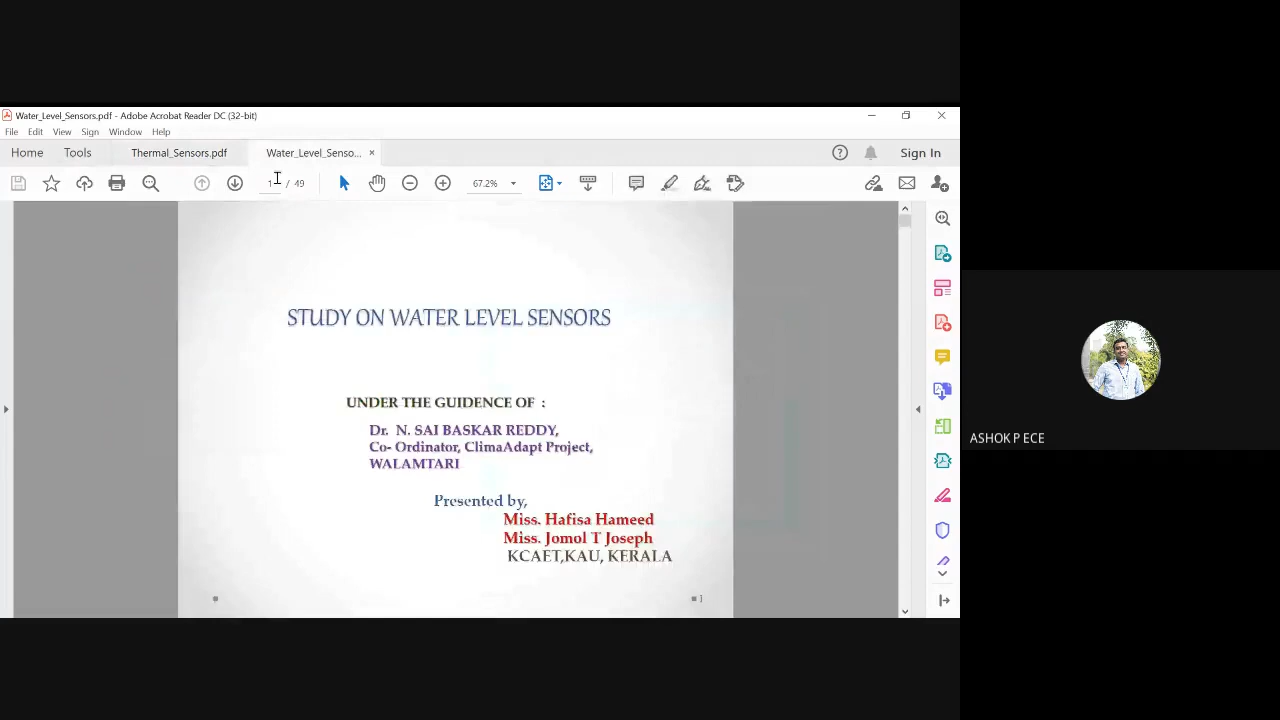 Water_Level_Sensors.pdf - Adobe Acrobat Reader DC (32-bit)
File Edit View Sign Window Help
Home Tools Thermal_Sensors.pdf Water_Level_Senso... × Sign In
1 / 49 67.2%
STUDY ON WATER LEVEL SENSORS
UNDER THE GUIDENCE OF :
Dr. N. SAI BASKAR REDDY,
Co- Ordinator, ClimaAdapt Project,
WALAMTARI
Presented by,
Miss. Hafisa Hameed
Miss. Jomol T Joseph
KCAET,KAU, KERALA
1
ASHOK P ECE